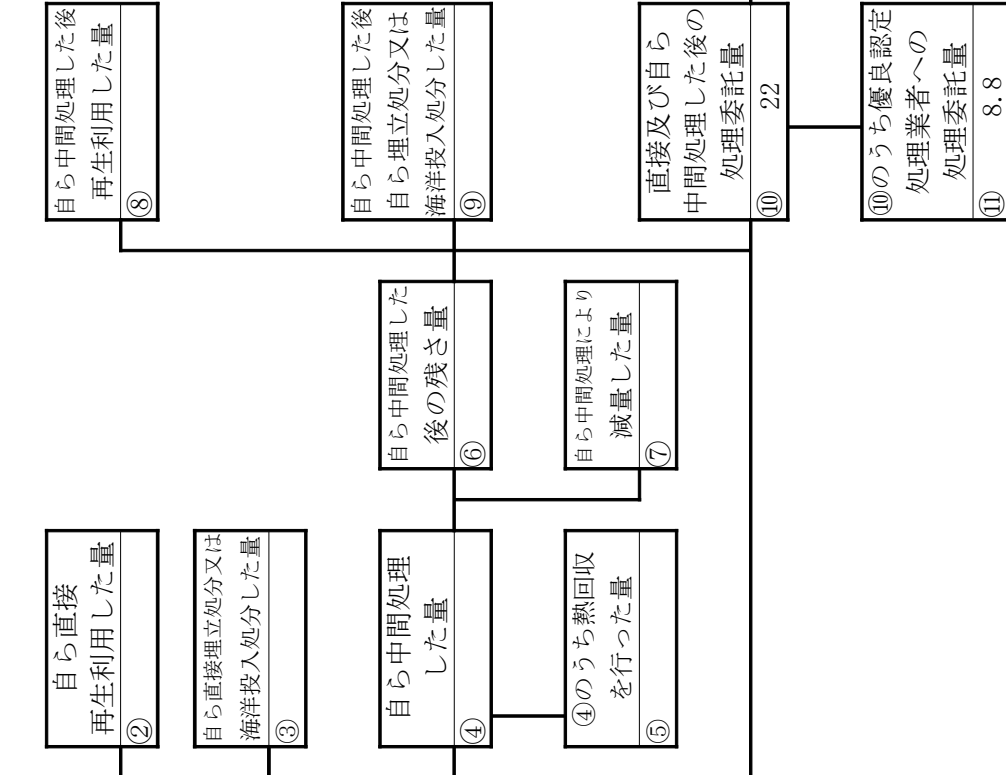 自ら直接
再生利用した量
②
自ら直接埋立処分又は
海洋投入処分した量
③
自ら中間処理
した量
④
④のうち熱回収
を行った量
⑤
自ら中間処理した
後の残さ量
⑥
自ら中間処理により
減量した量
⑦
自ら中間処理した後
再生利用した量
⑧
自ら中間処理した後
自ら埋立処分又は
海洋投入処分した量
⑨
直接及び自ら
中間処理した後の
処理委託量
⑩ 22
⑩のうち優良認定
処理業者への
処理委託量
⑪ 8.8